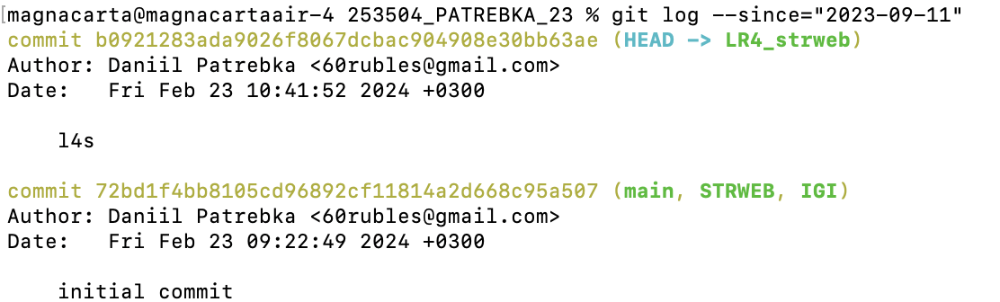 [magnacarta@magnacartaair-4 253504_PATREBKA_23 % git log --since="2023-09-11"
commit b0921283ada9026f8067dcbac904908e30bb63ae (HEAD -> LR4_strweb)
Author: Daniil Patrebka <60rubles@gmail.com>
Date:   Fri Feb 23 10:41:52 2024 +0300
l4s
commit 72bd1f4bb8105cd96892cf11814a2d668c95a507 (main, STRWEB, IGI)
Author: Daniil Patrebka <60rubles@gmail.com>
Date:   Fri Feb 23 09:22:49 2024 +0300
initial commit